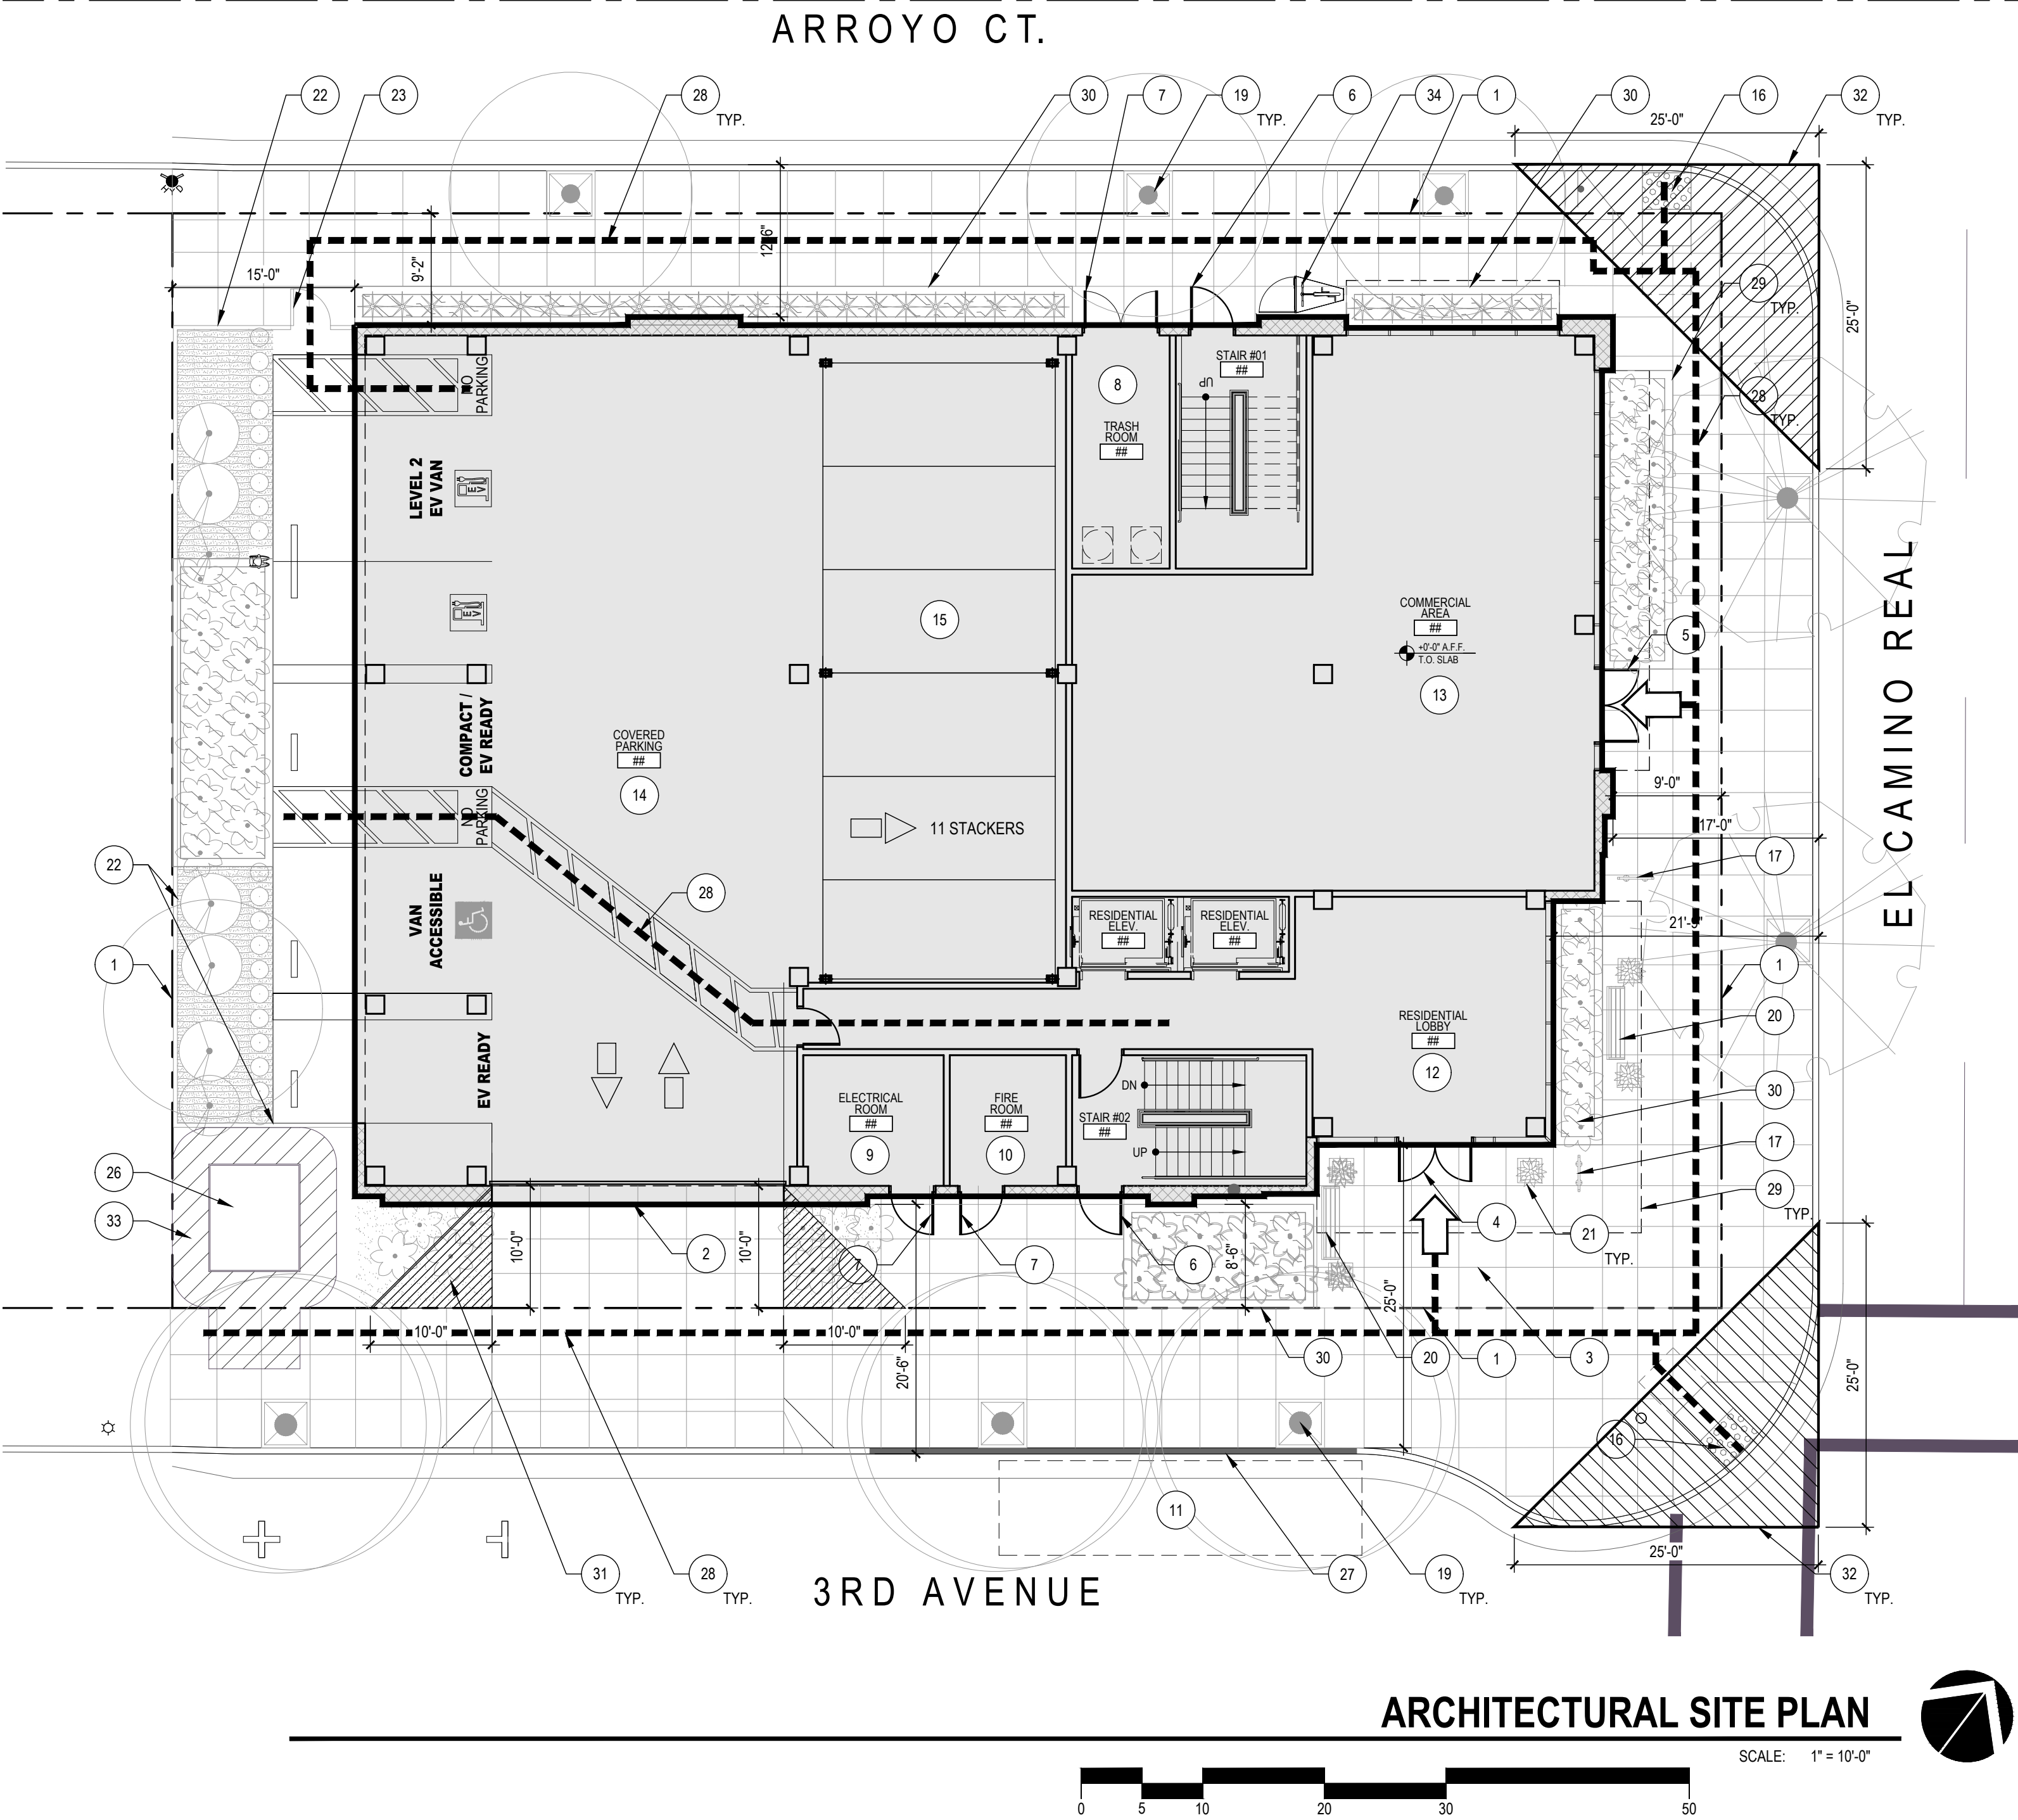 ARROYO CT.
22
23
28
TYP.
30
7
19
TYP.
6
34
1
30
16
32
TYP.
25'-0"
25'-0"
15'-0"
9'-2"
12'-6"
29
TYP.
28
TYP.
NO
PARKING
LEVEL 2
EV VAN
EV
EV
COMPACT /
EV READY
NO
PARKING
VAN
ACCESSIBLE
EV READY
8
TRASH
ROOM
##
STAIR #01
##
UP
15
COMMERCIAL
AREA
##
+0'-0" A.F.F.
T.O. SLAB
13
5
COVERED
PARKING
##
14
11 STACKERS
28
9'-0"
17'-0"
21'-9"
EL CAMINO REAL
17
1
20
30
17
29
TYP.
22
1
26
33
RESIDENTIAL
ELEV.
##
RESIDENTIAL
ELEV.
##
RESIDENTIAL
LOBBY
##
12
ELECTRICAL
ROOM
##
9
FIRE
ROOM
##
10
STAIR #02
##
DN
UP
10'-0"
10'-0"
2
7
7
6
8'-6"
4
21
TYP.
25'-0"
10'-0"
10'-0"
20'-6"
30
20
1
3
25'-0"
16
11
25'-0"
31
TYP.
28
TYP.
3RD AVENUE
27
19
TYP.
32
TYP.
ARCHITECTURAL SITE PLAN
SCALE: 1" = 10'-0"
0 5 10 20 30 50